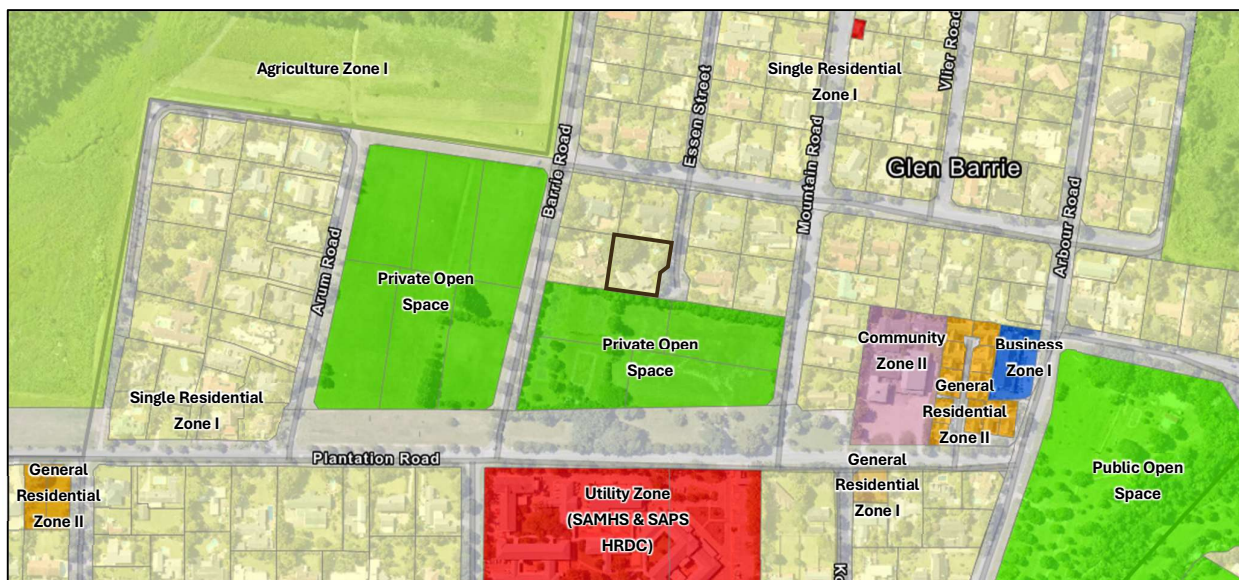 Agriculture Zone I
Single Residential
Zone I
Vlier Road
Essen Street
Mountain Road
Barrie Road
Glen Barrie
Arbour Road
Arum Road
Private Open
Space
Private Open
Space
Community
Zone II
Business
Zone I
General
Residential
Zone II
Single Residential
Zone I
Plantation Road
General
Residential
Zone II
General
Residential
Zone I
Public Open
Space
Utility Zone
(SAMHS & SAPS
HRDC)